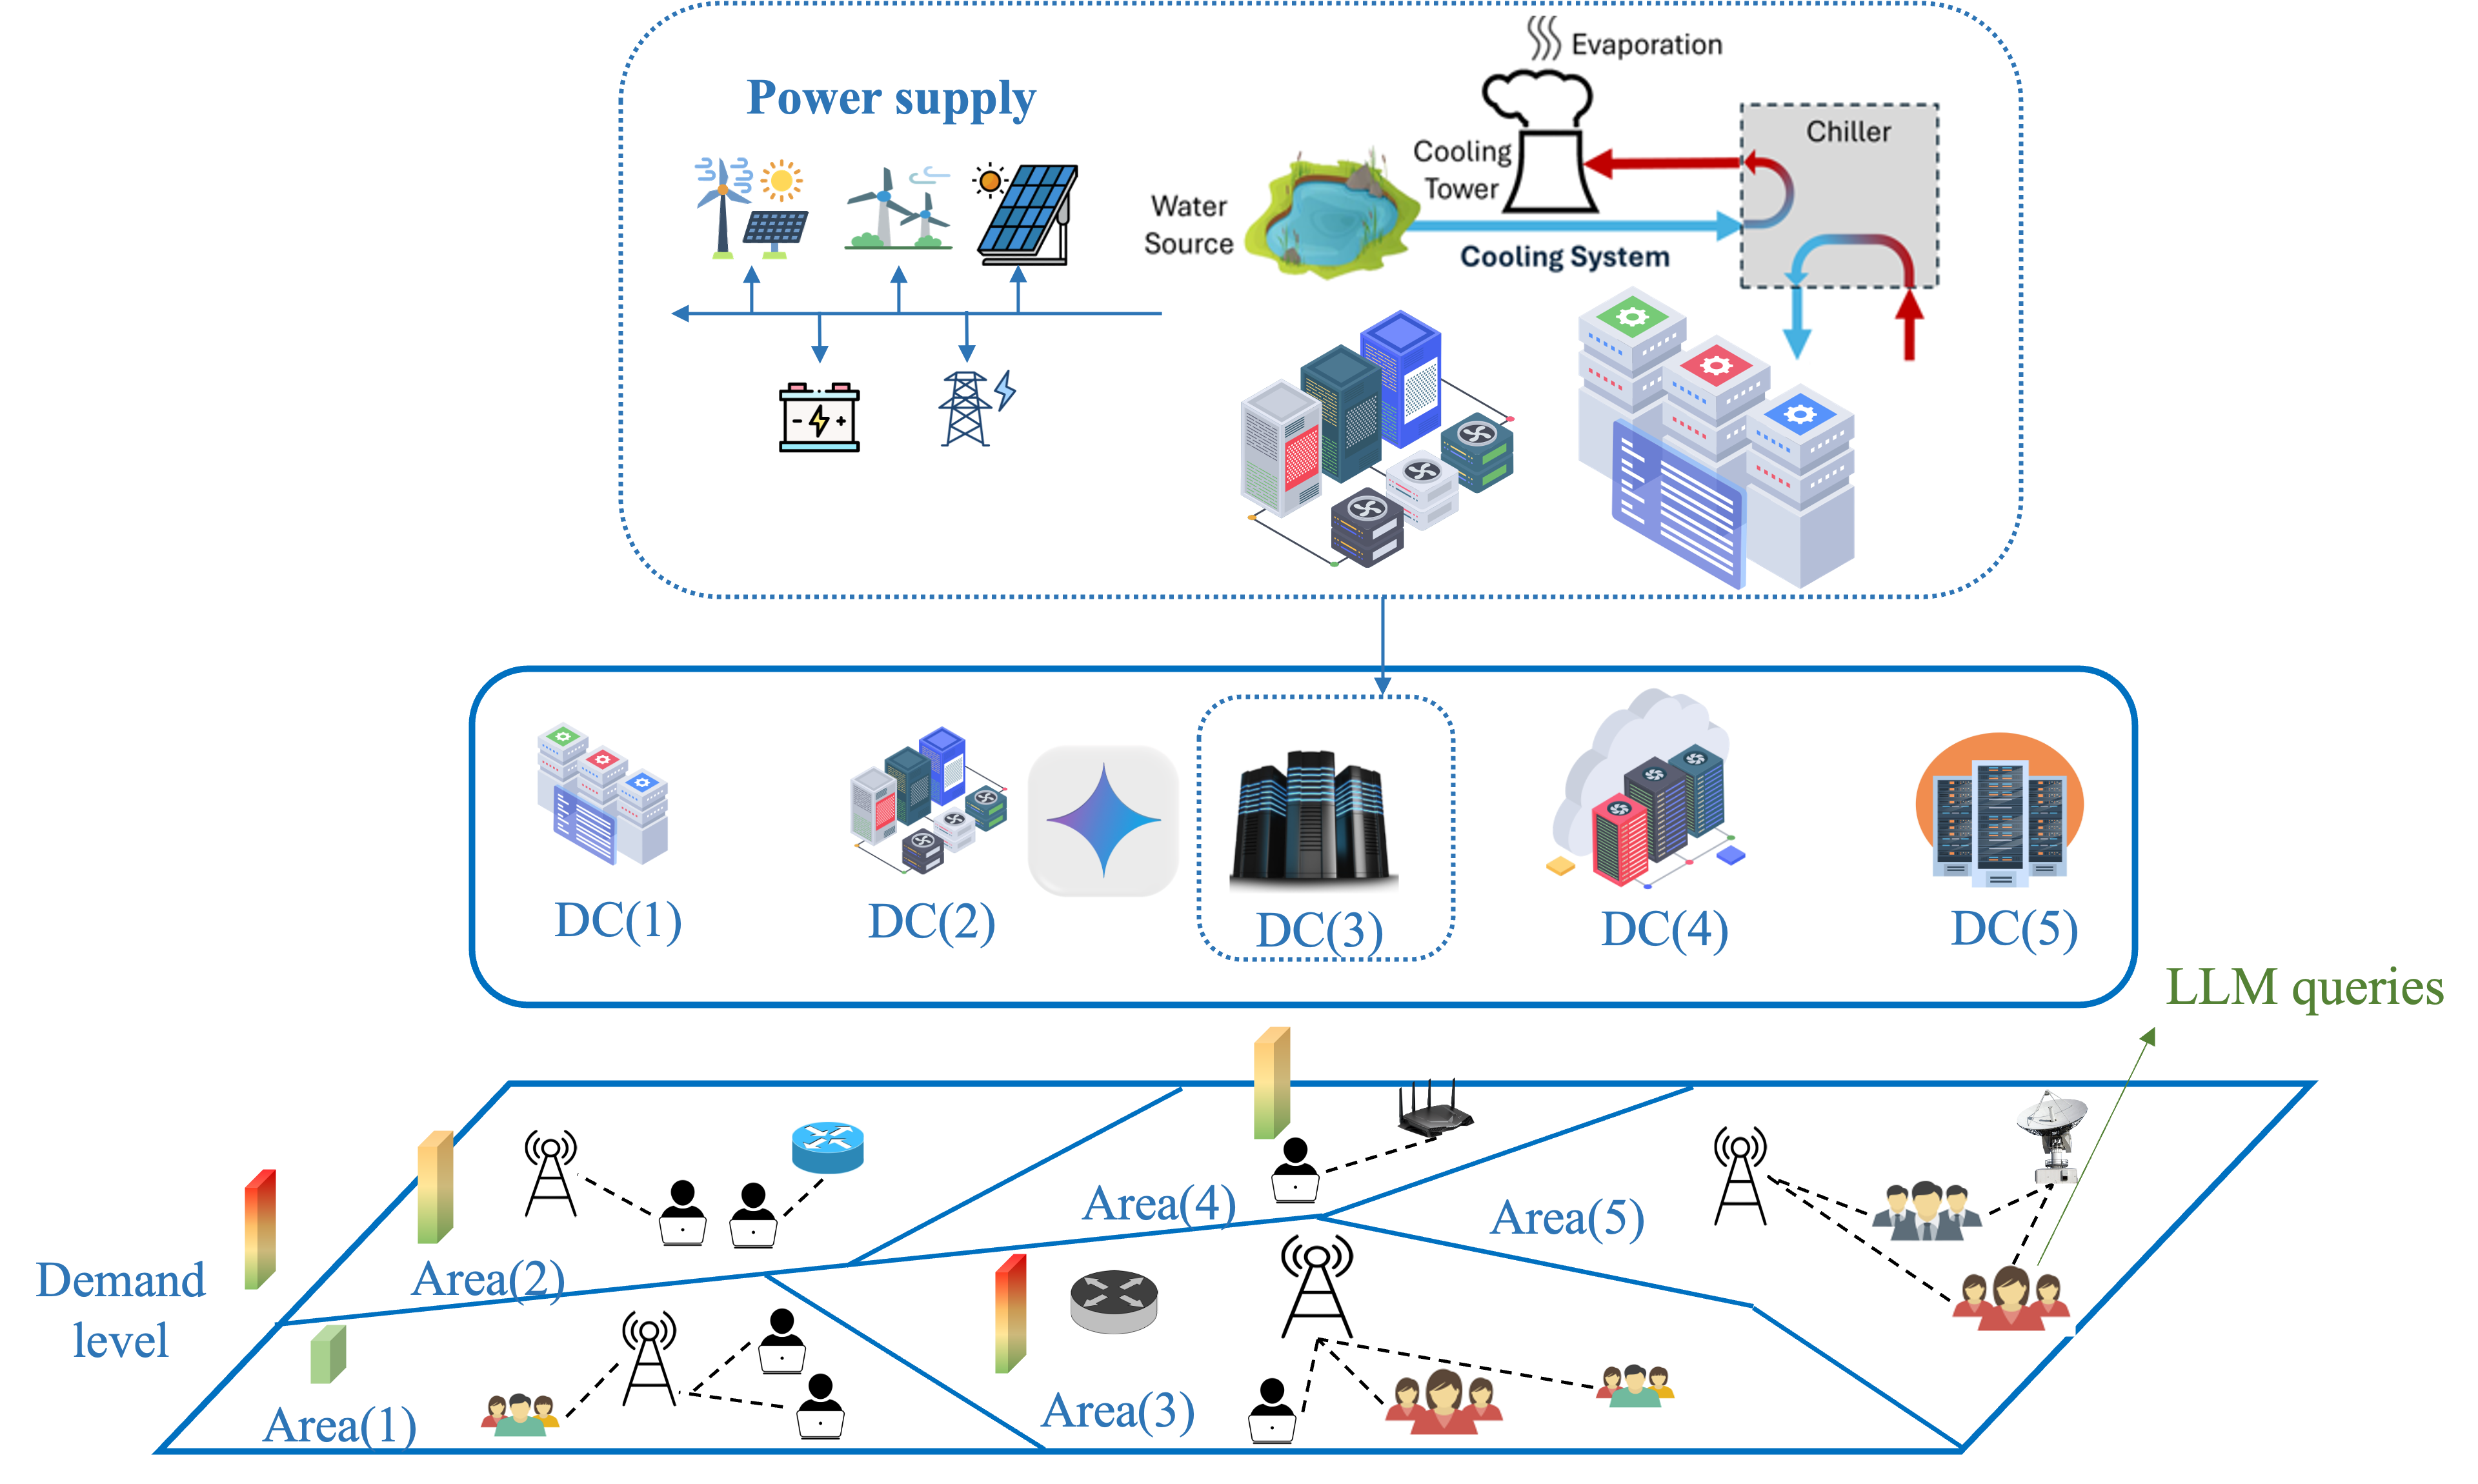 Evaporation
Power supply
Chiller
Cooling
Tower
Water
Source
Cooling System
DC(1)
DC(2)
DC(3)
DC(4)
DC(5)
LLM queries
Demand
level
Area(2)
Area(4)
Area(5)
Area(1)
Area(3)